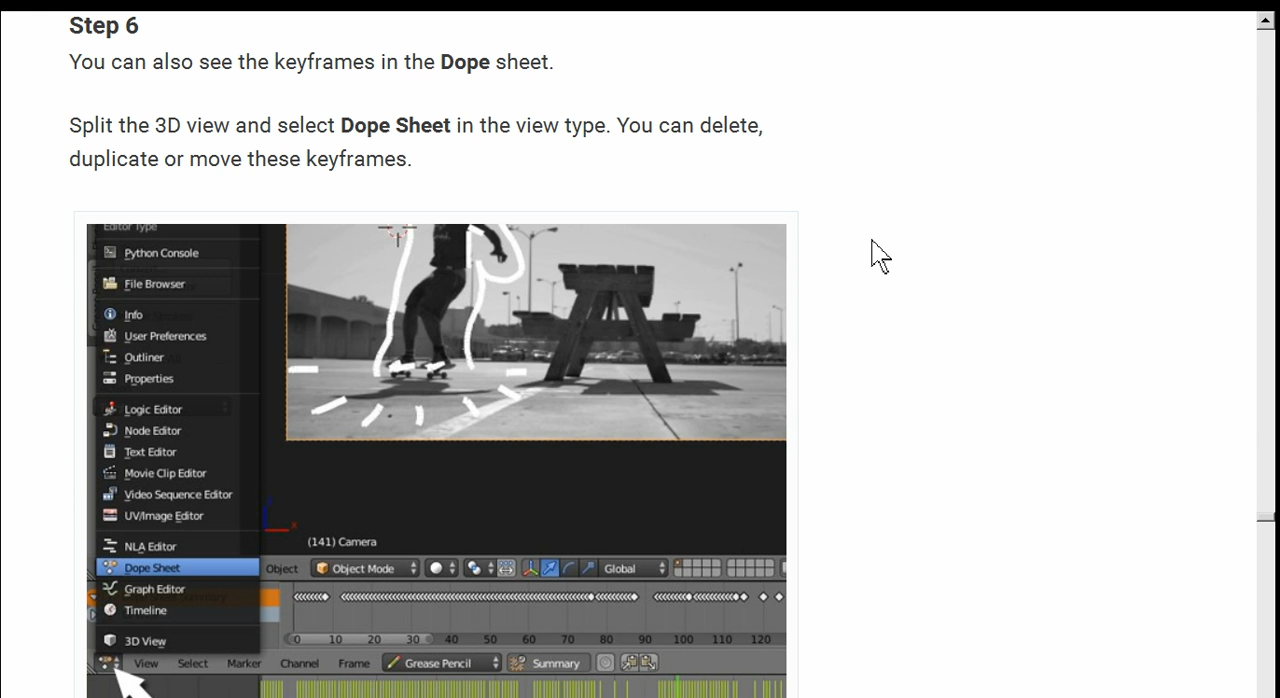 Step 6
You can also see the keyframes in the Dope sheet.
Split the 3D view and select Dope Sheet in the view type. You can delete,
duplicate or move these keyframes.
Editor Type
Python Console
File Browser
Info
User Preferences
Outliner
Properties
Logic Editor
Node Editor
Text Editor
Movie Clip Editor
Video Sequence Editor
UV/Image Editor
NLA Editor
Dope Sheet
Graph Editor
Timeline
3D View
x
(141) Camera
Object Object Mode Global
0 10 20 30 40 50 60 70 80 90 100 110 120
View Select Marker Channel Frame Grease Pencil Summary